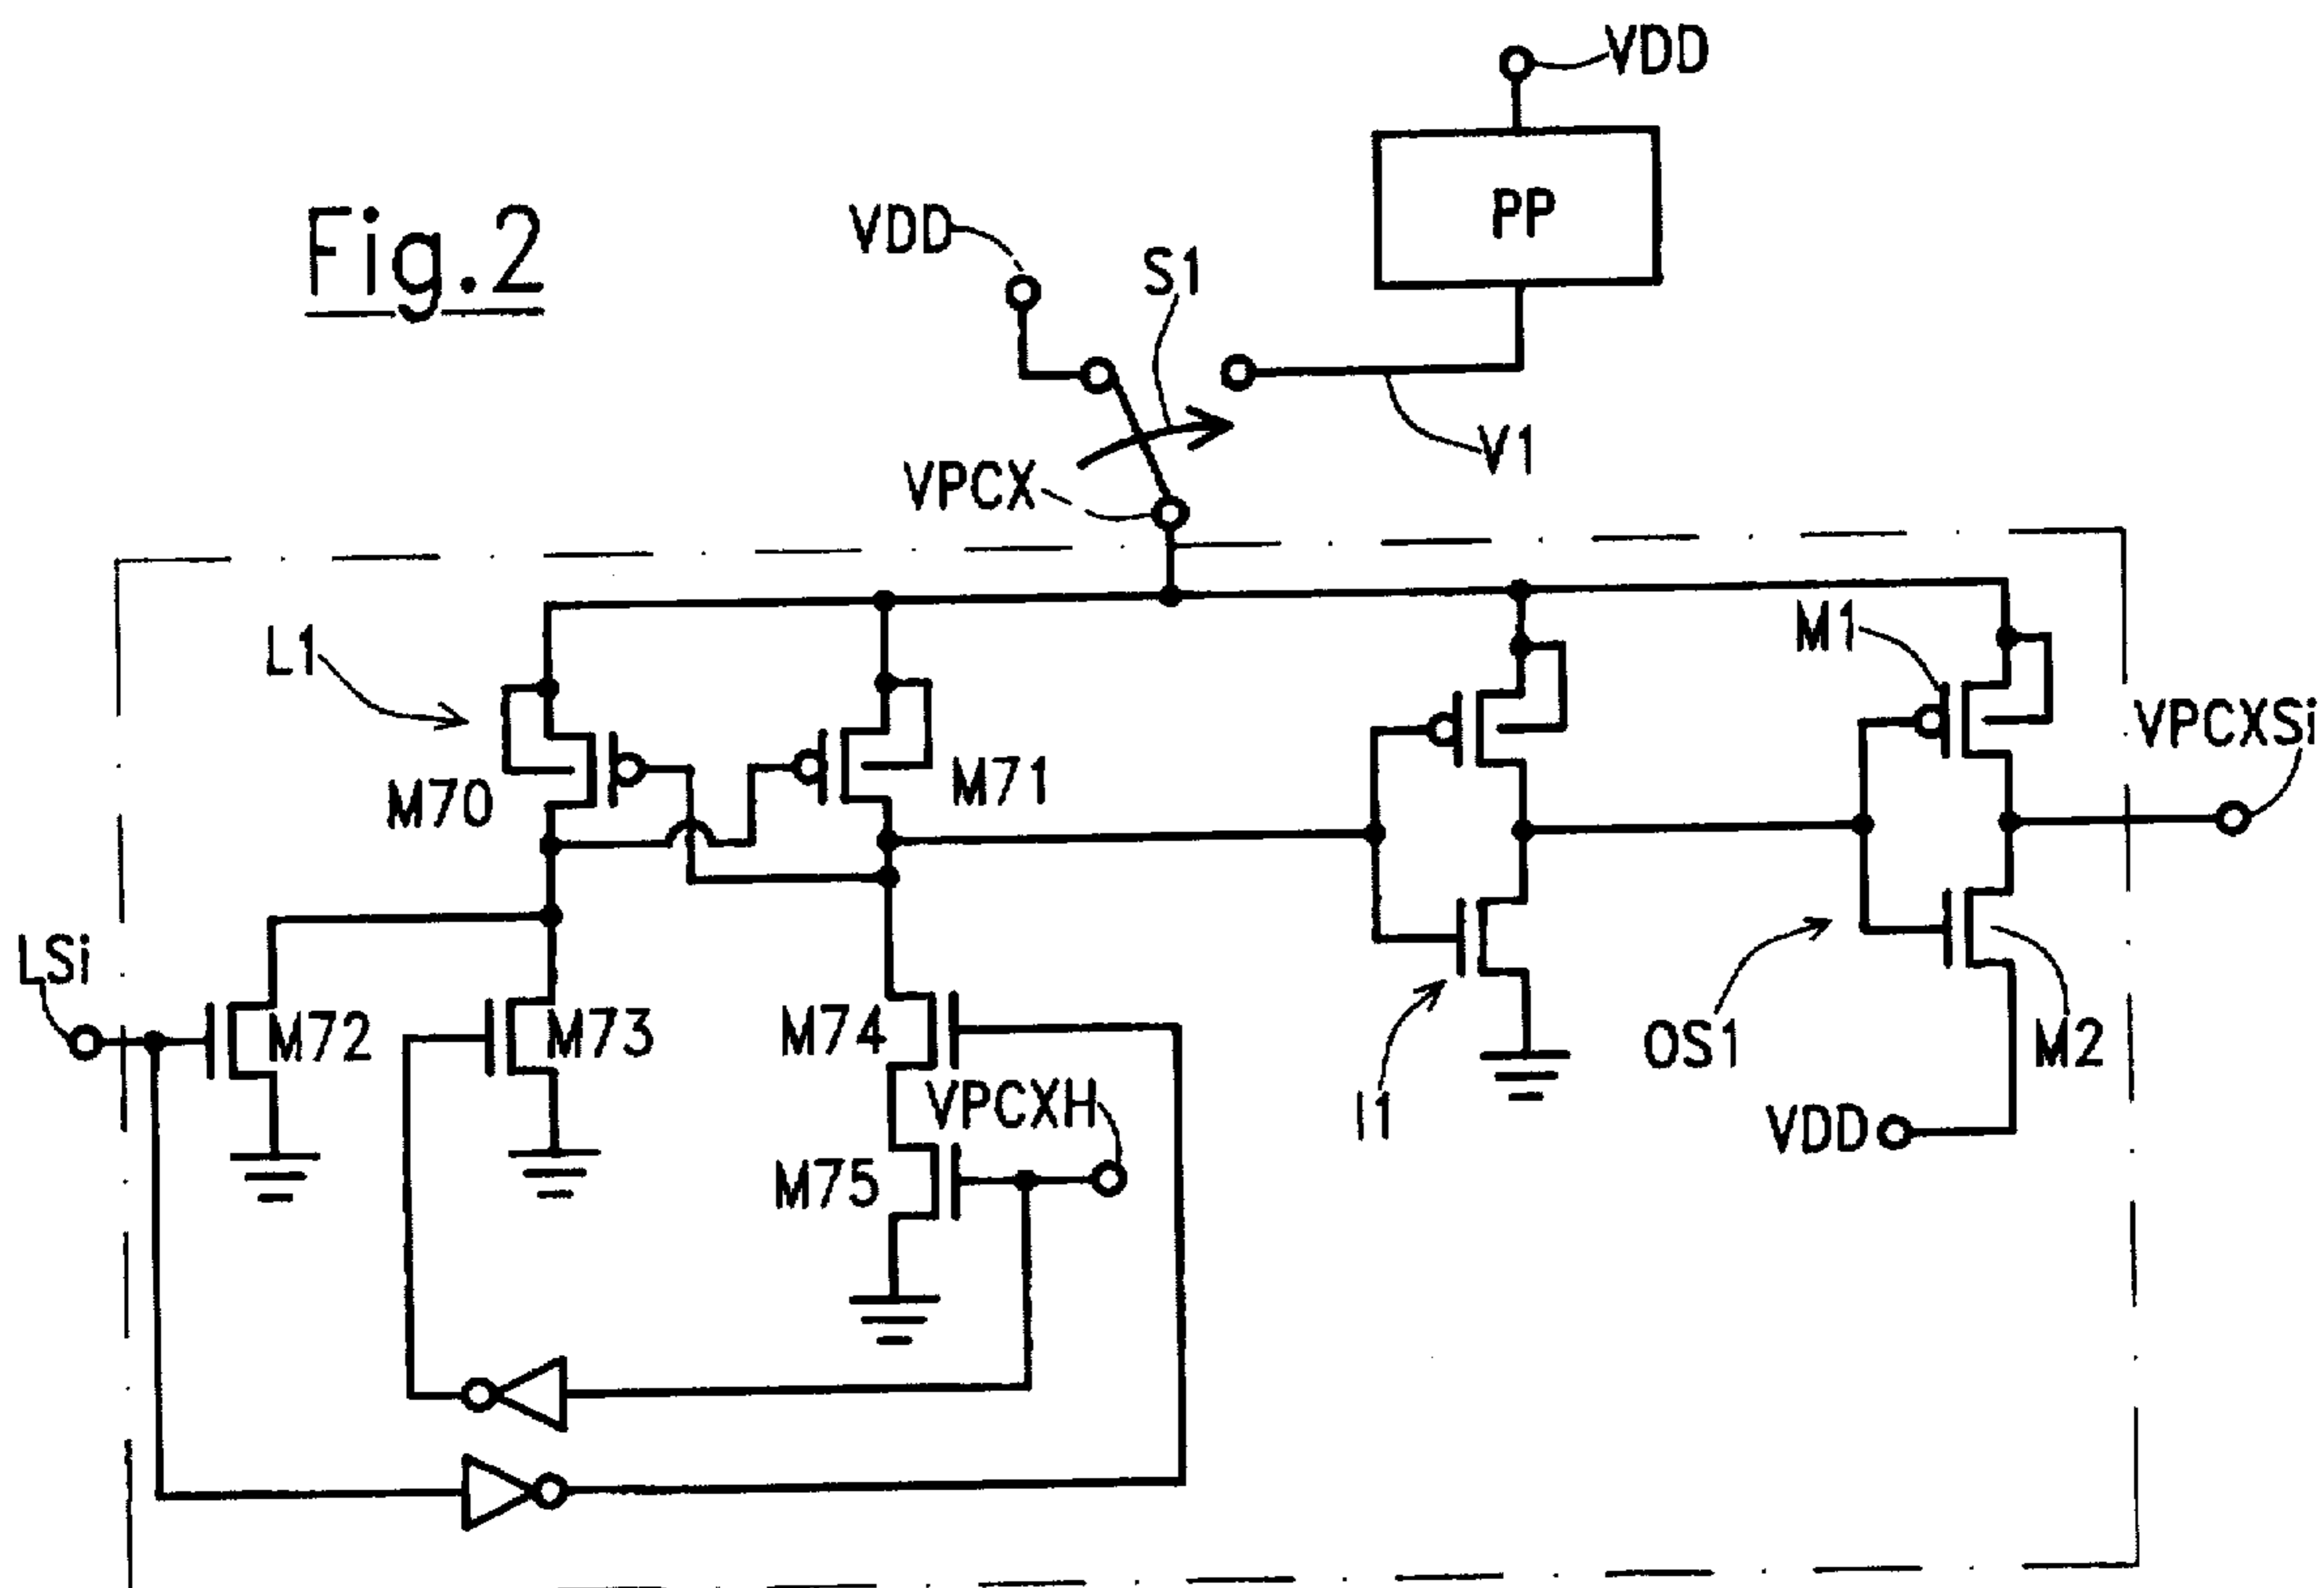 VDD
PP
Fig.2
VDD
S1
V1
VPCX
L1
M1
VPCXSi
M70
M71
LSi
M72
M73
M74
OS1
M2
VPCXH
I1
VDD
M75